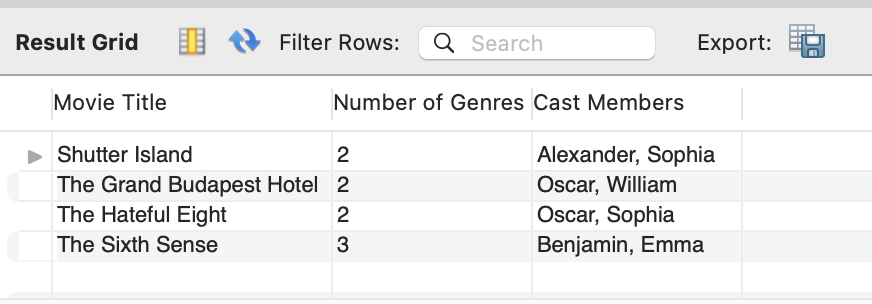 Result Grid Filter Rows: Search Export:
Movie Title Number of Genres Cast Members
Shutter Island 2 Alexander, Sophia
The Grand Budapest Hotel 2 Oscar, William
The Hateful Eight 2 Oscar, Sophia
The Sixth Sense 3 Benjamin, Emma